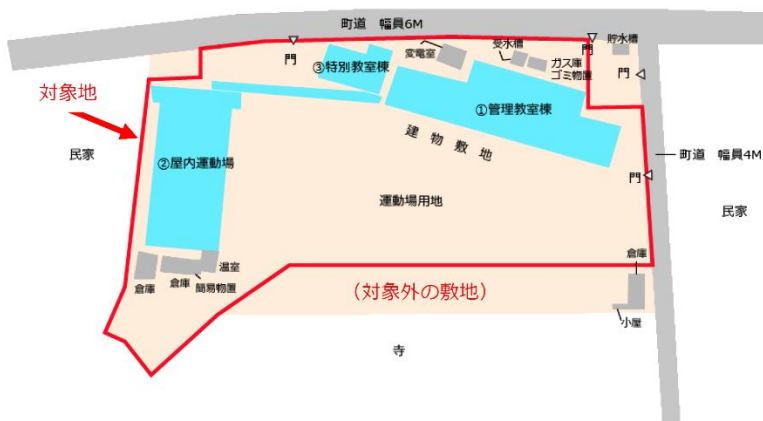 町道　幅員6M
門
③特別教室棟
変電室
受水槽
ガス庫
ゴミ物置
門
貯水槽
門
対象地
①管理教室棟
建物敷地
民家
②屋内運動場
町道　幅員4M
門
運動場用地
民家
倉庫
倉庫
簡易物置
温室
(対象外の敷地)
倉庫
小屋
寺